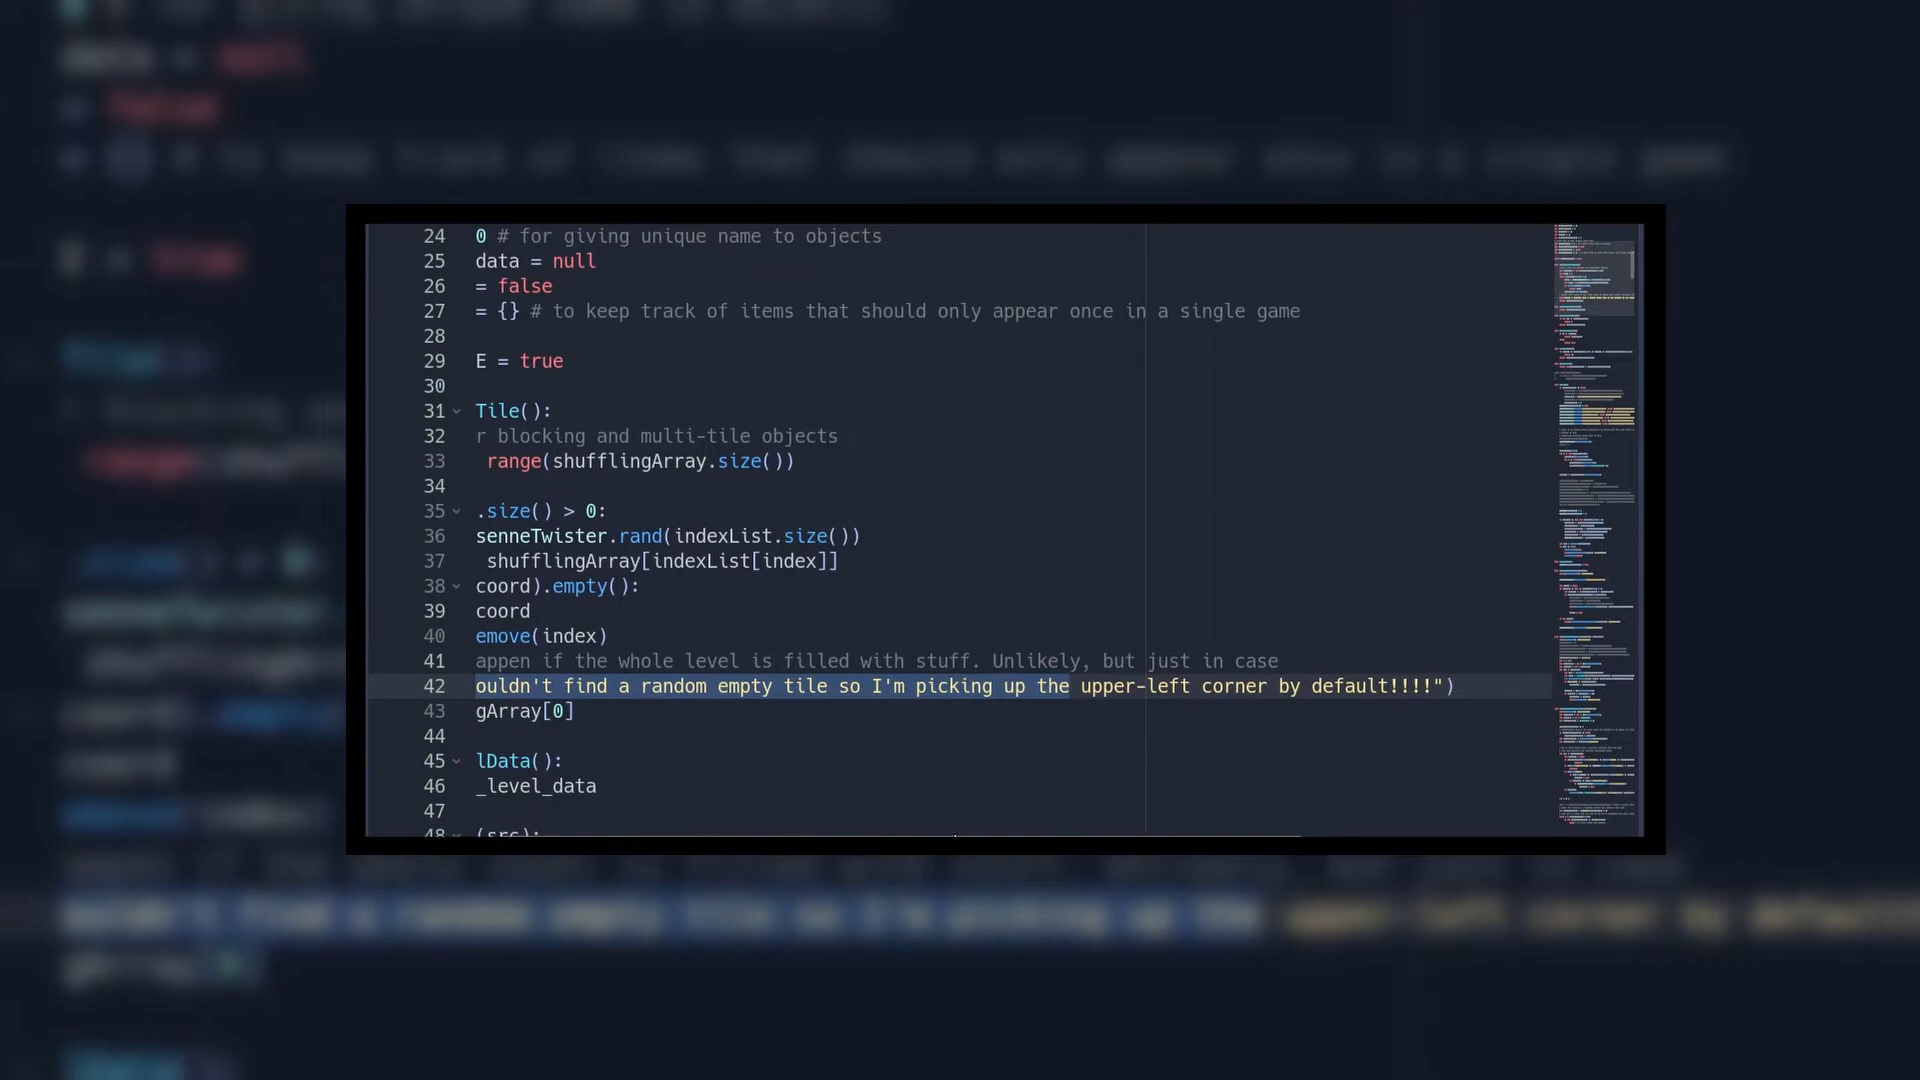 24 0 # for giving unique name to objects
25 data = null
26 = false
27 = {} # to keep track of items that should only appear once in a single game
28
29 E = true
30
31 Tile():
32 r blocking and multi-tile objects
33 range(shufflingArray.size())
34
35 .size() > 0:
36 senneTwister.rand(indexList.size())
37 shufflingArray[indexList[index]]
38 coord).empty():
39 coord
40 emove(index)
41 appen if the whole level is filled with stuff. Unlikely, but just in case
42 ouldn't find a random empty tile so I'm picking up the upper-left corner by default!!!!")
43 gArray[0]
44
45 lData():
46 _level_data
47
48 (src):